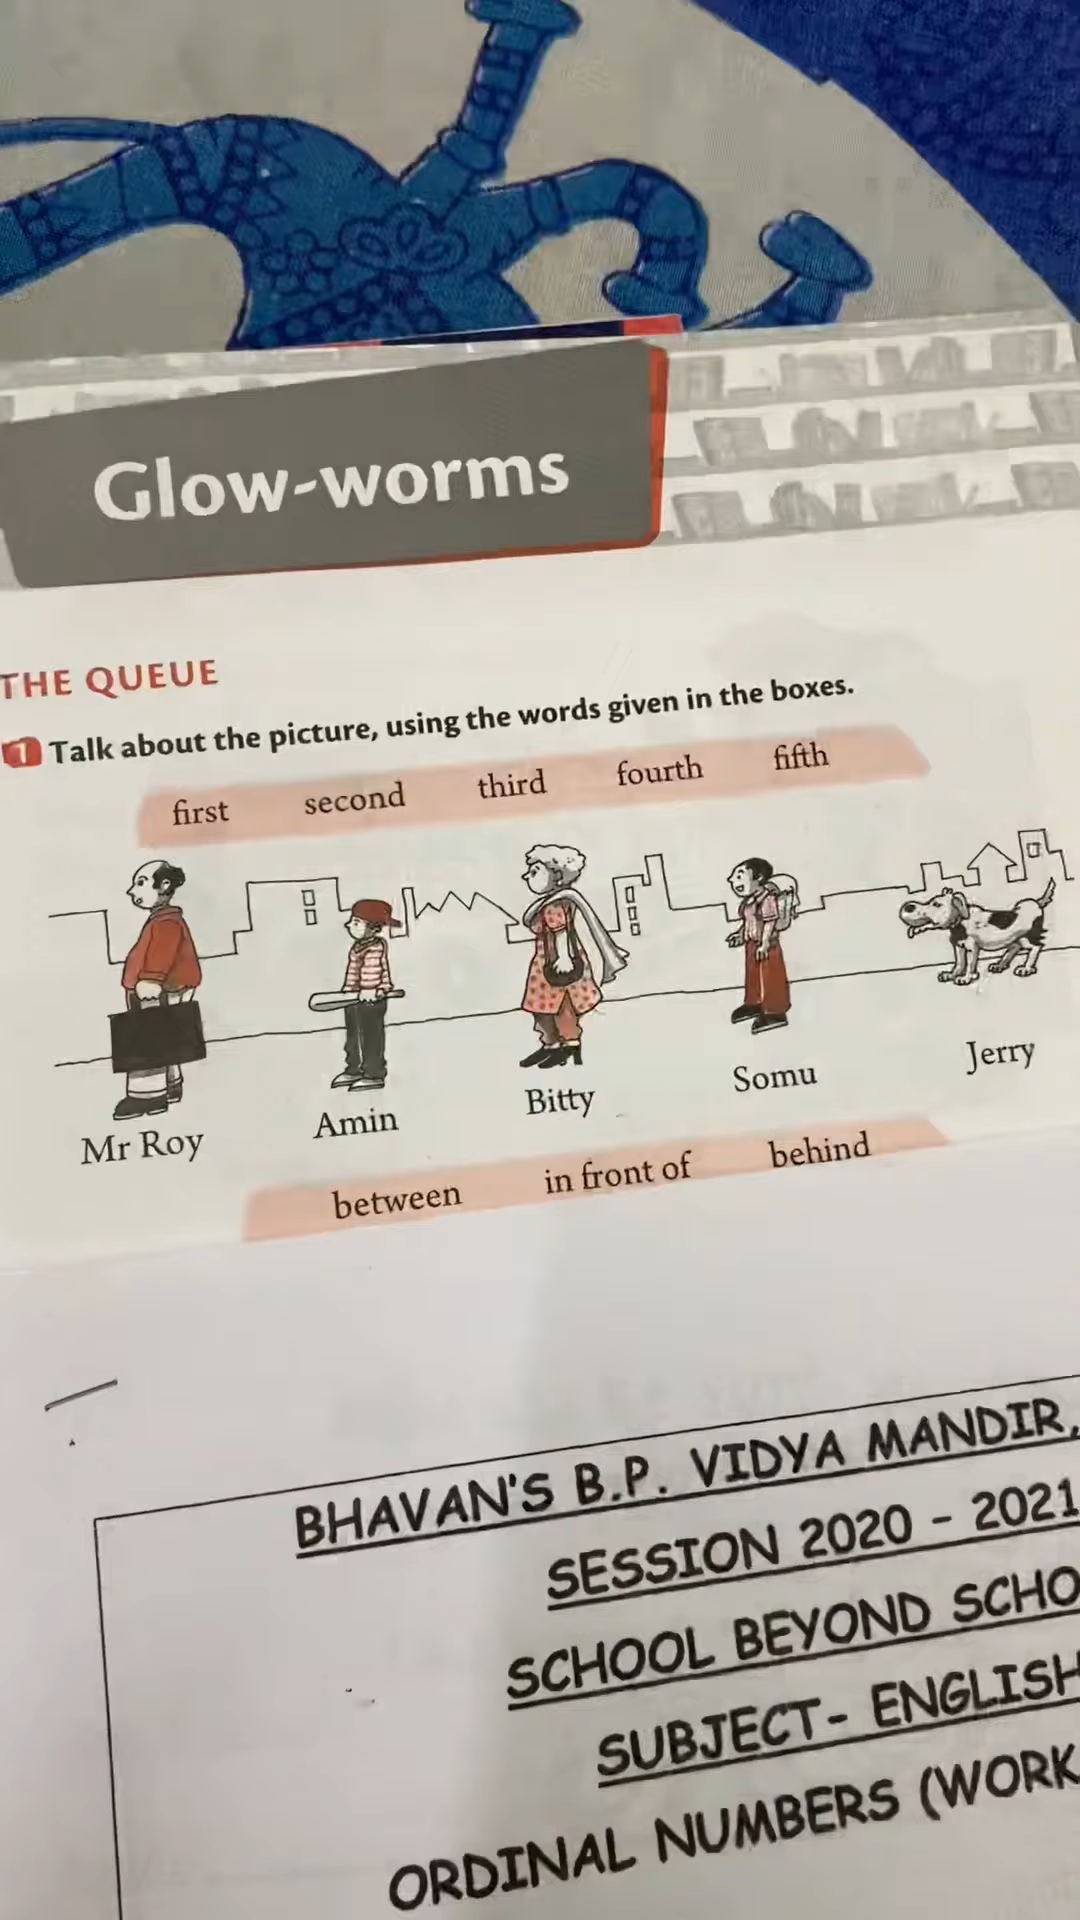 Glow-worms
THE QUEUE
1 Talk about the picture, using the words given in the boxes.
first second third fourth fifth
Mr Roy Amin Bitty Somu Jerry
between in front of behind
BHAVAN'S B.P. VIDYA MANDIR,
SESSION 2020 - 2021
SCHOOL BEYOND
SUBJECT- ENGLISH
ORDINAL NUMBERS